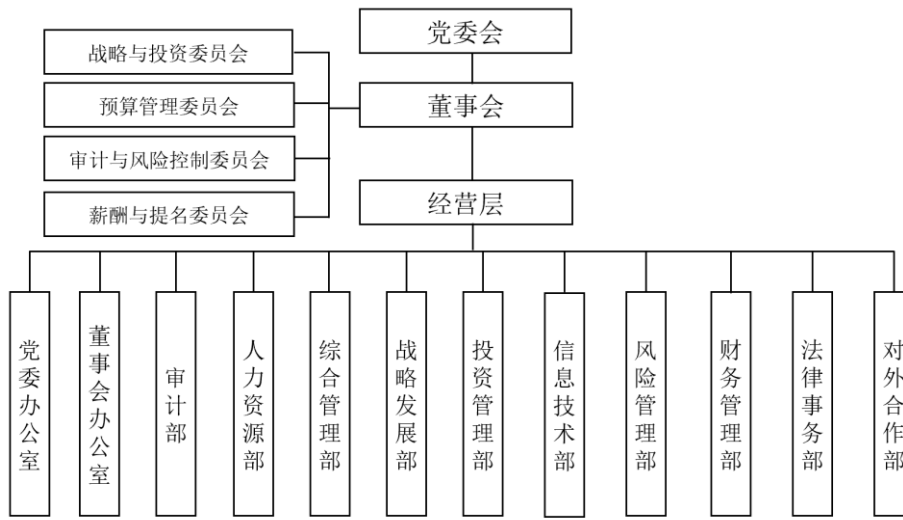 党委会
战略与投资委员会
预算管理委员会
董事会
审计与风险控制委员会
经营层
薪酬与提名委员会
党委办公室
董事会办公室
审计部
人力资源部
综合管理部
战略发展部
投资管理部
信息技术部
风险管理部
财务管理部
法律事务部
对外合作部